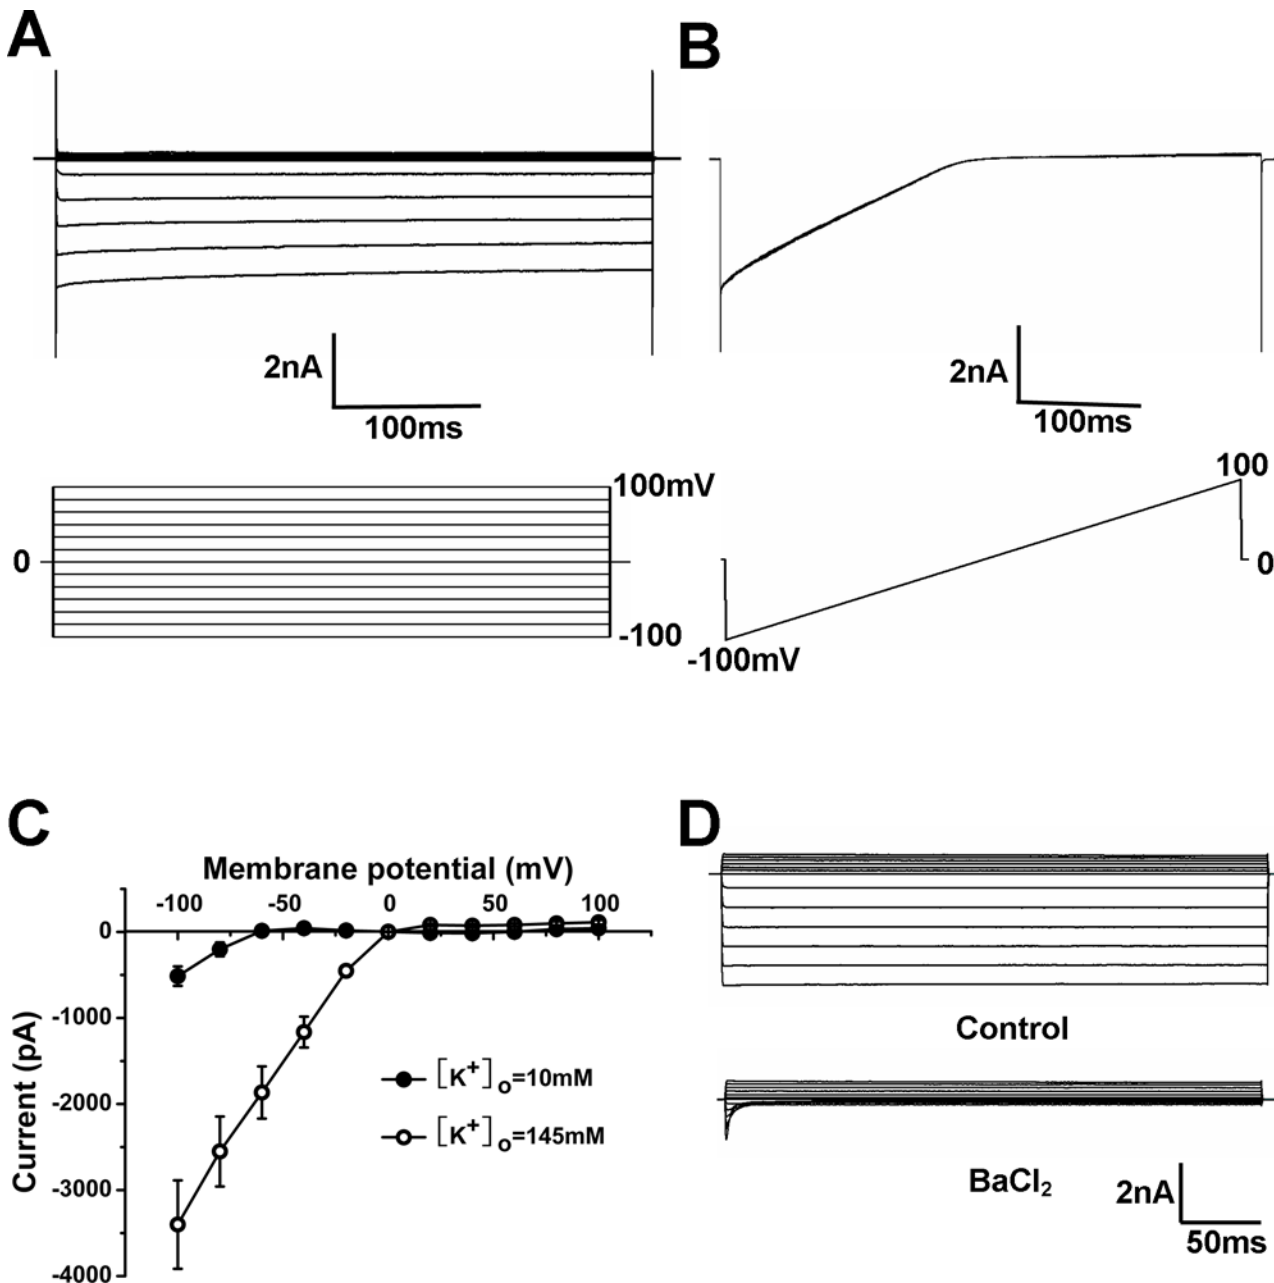 A
B
2nA
100ms
2nA
100ms
100mV
0
-100
100
0
-100mV
C
D
Membrane potential (mV)
-100 -50 0 50 100
0
-1000
-2000
-3000
-4000
Current (pA)
[K⁺]ₒ=10mM
[K⁺]ₒ=145mM
Control
BaCl₂
2nA
50ms